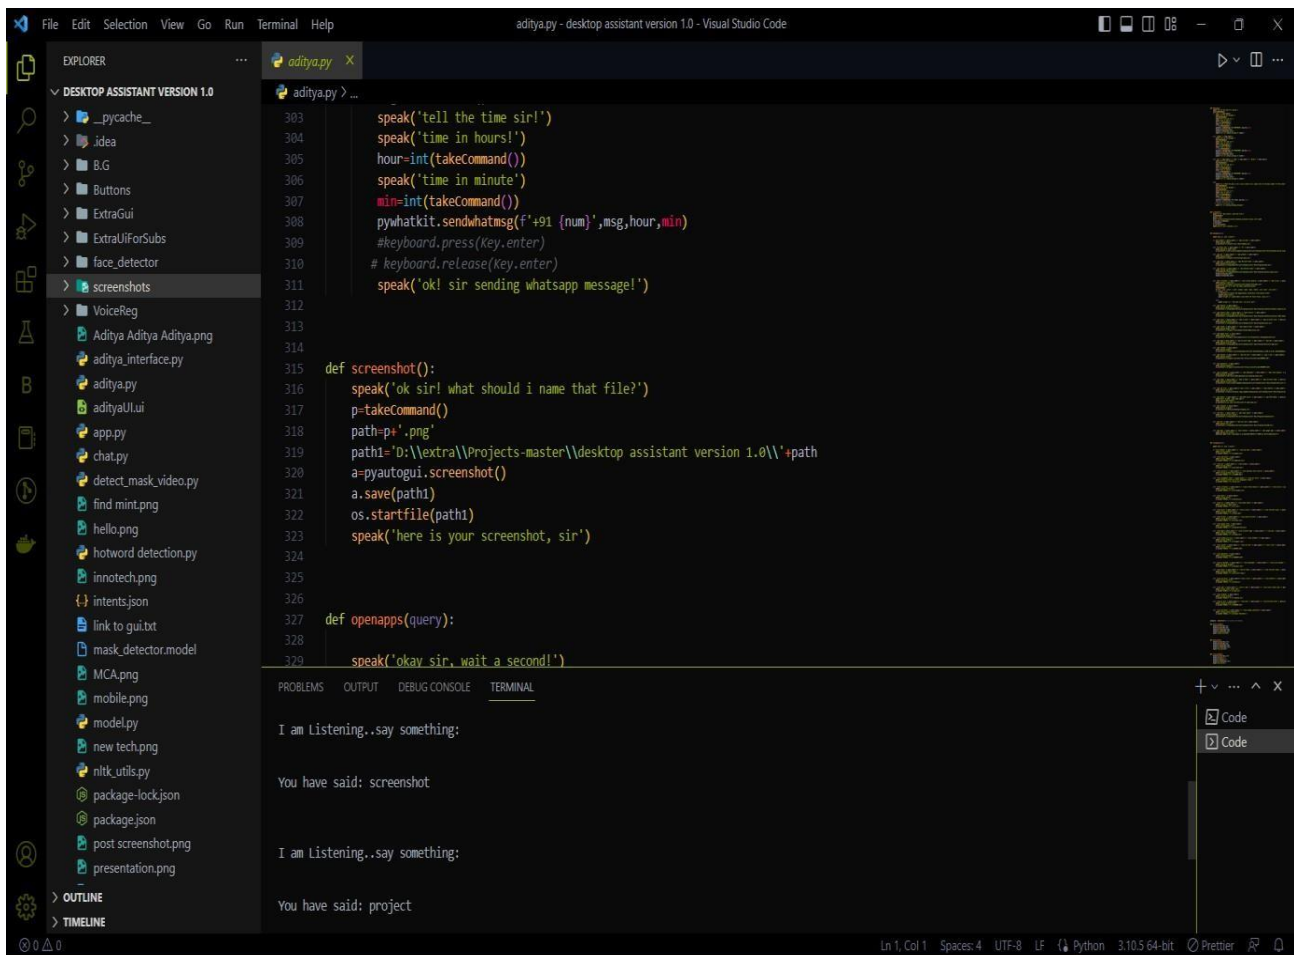 File Edit Selection View Go Run Terminal Help
aditya.py - desktop assistant version 1.0 - Visual Studio Code
EXPLORER
DESKTOP ASSISTANT VERSION 1.0
__pycache__
.idea
B.G
Buttons
ExtraGui
ExtraUiForSubs
face_detector
screenshots
VoiceReg
Aditya Aditya Aditya.png
aditya_interface.py
aditya.py
adityaUI.ui
app.py
chat.py
detect_mask_video.py
find mint.png
hello.png
hotword detection.py
innotech.png
intents.json
link to gui.txt
mask_detector.model
MCA.png
mobile.png
model.py
new tech.png
nltk_utils.py
package-lock.json
package.json
post screenshot.png
presentation.png
OUTLINE
TIMELINE
aditya.py X
aditya.py > ...
303 speak('tell the time sir!')
304 speak('time in hours!')
305 hour=int(takeCommand())
306 speak('time in minute')
307 min=int(takeCommand())
308 pywhatkit.sendwhatmsg(f'+91 {num}',msg,hour,min)
309 #keyboard.press(Key.enter)
310 # keyboard.release(Key.enter)
311 speak('ok! sir sending whatsapp message!')
312
313
314
315 def screenshot():
316 speak('ok sir! what should i name that file?')
317 p=takeCommand()
318 path=p+'.png'
319 path1='D:\\extra\\Projects-master\\desktop assistant version 1.0\\'+path
320 a=pyautogui.screenshot()
321 a.save(path1)
322 os.startfile(path1)
323 speak('here is your screenshot, sir')
324
325
326
327 def openapps(query):
328
329 speak('okay sir, wait a second!')
PROBLEMS OUTPUT DEBUG CONSOLE TERMINAL
I am Listening..say something:
You have said: screenshot
I am Listening..say something:
You have said: project
Code
Code
0 0
Ln 1, Col 1 Spaces: 4 UTF-8 LF Python 3.10.5 64-bit Prettier